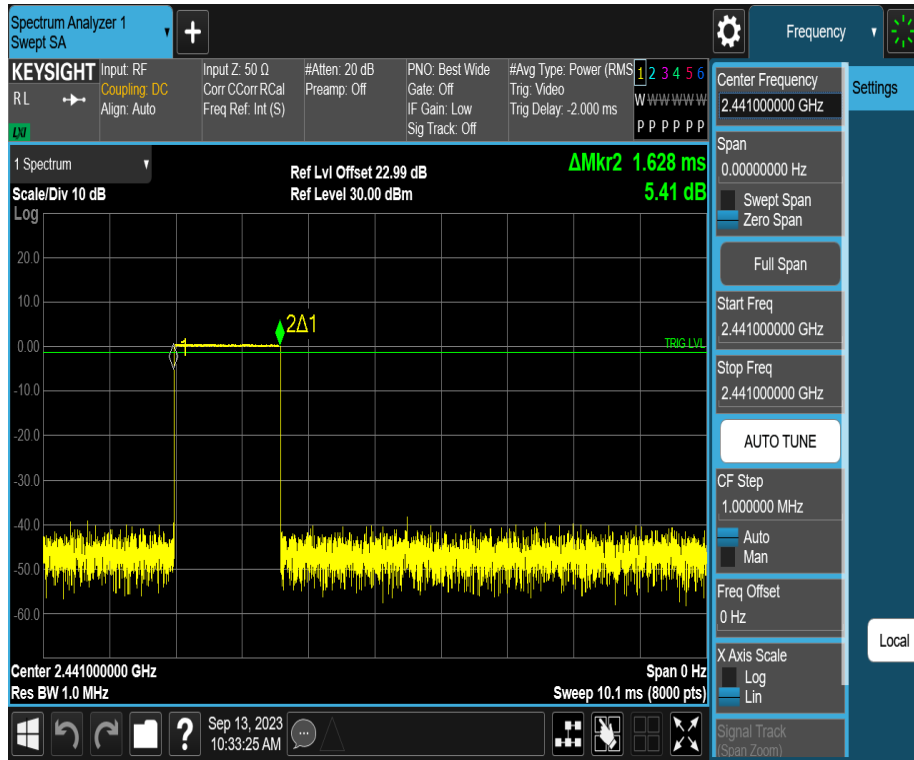 Spectrum Analyzer 1
Swept SA
Frequency
KEYSIGHT
R L
LXI
Input: RF
Coupling: DC
Align: Auto
Input Z: 50 Ω
Corr CCorr RCal
Freq Ref: Int (S)
#Atten: 20 dB
Preamp: Off
PNO: Best Wide
Gate: Off
IF Gain: Low
Sig Track: Off
#Avg Type: Power (RMS
Trig: Video
Trig Delay: -2.000 ms
1 2 3 4 5 6
W W W W W W
P P P P P P
Center Frequency
2.441000000 GHz
Settings
1 Spectrum
Scale/Div 10 dB
Log
Ref Lvl Offset 22.99 dB
Ref Level 30.00 dBm
ΔMkr2 1.628 ms
5.41 dB
20.0
10.0
0.00
-10.0
-20.0
-30.0
-40.0
-50.0
-60.0
1
2Δ1
TRIG LVL
Center 2.441000000 GHz
Res BW 1.0 MHz
Span 0 Hz
Sweep 10.1 ms (8000 pts)
Span
0.00000000 Hz
Swept Span
Zero Span
Full Span
Start Freq
2.441000000 GHz
Stop Freq
2.441000000 GHz
AUTO TUNE
CF Step
1.000000 MHz
Auto
Man
Freq Offset
0 Hz
X Axis Scale
Log
Lin
Signal Track
(Span Zoom)
Local
?
Sep 13, 2023
10:33:25 AM